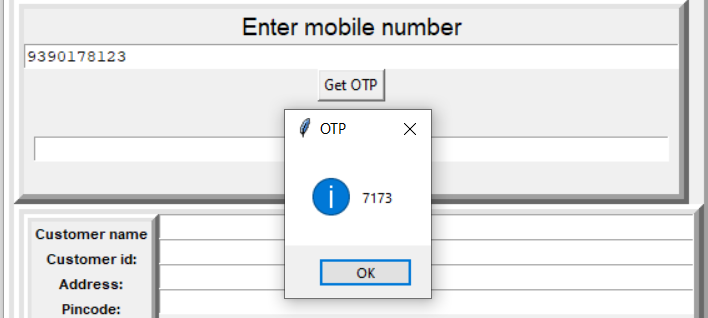 Enter mobile number
9390178123
Get OTP
OTP
7173
OK
Customer name
Customer id:
Address:
Pincode: